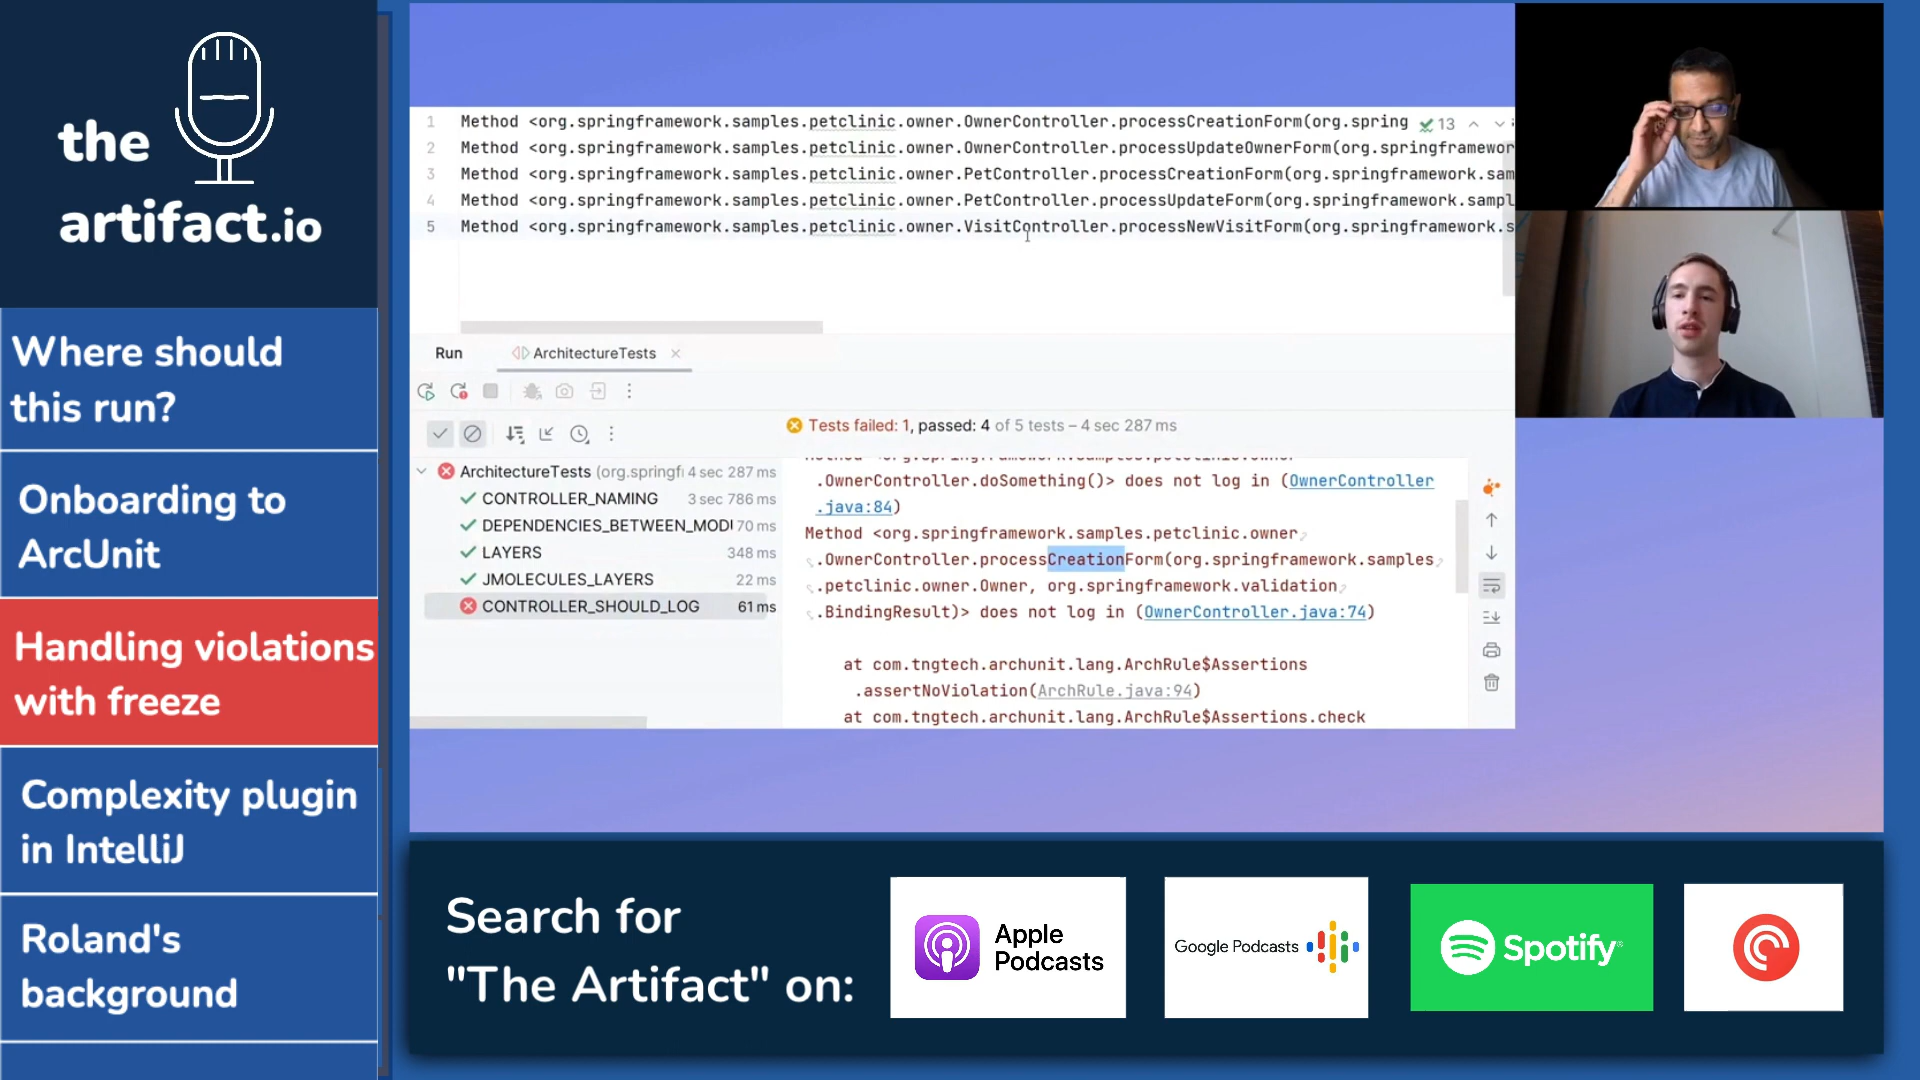 the
artifact.io
Where should
this run?
Onboarding to
ArcUnit
Handling violations
with freeze
Complexity plugin
in IntelliJ
Roland's
background
1 Method <org.springframework.samples.petclinic.owner.OwnerController.processCreationForm(org.spring
13
2 Method <org.springframework.samples.petclinic.owner.OwnerController.processUpdateOwnerForm(org.springframewor
3 Method <org.springframework.samples.petclinic.owner.PetController.processCreationForm(org.springframework.sam
4 Method <org.springframework.samples.petclinic.owner.PetController.processUpdateForm(org.springframework.sampl
5 Method <org.springframework.samples.petclinic.owner.VisitController.processNewVisitForm(org.springframework.s
Run ArchitectureTests
Tests failed: 1, passed: 4 of 5 tests – 4 sec 287 ms
ArchitectureTests (org.springf 4 sec 287 ms
CONTROLLER_NAMING 3 sec 786 ms
DEPENDENCIES_BETWEEN_MODU 70 ms
LAYERS 348 ms
JMOLECULES_LAYERS 22 ms
CONTROLLER_SHOULD_LOG 61 ms
.OwnerController.doSomething()> does not log in (OwnerController
.java:84)
Method <org.springframework.samples.petclinic.owner
.OwnerController.processCreationForm(org.springframework.samples
.petclinic.owner.Owner, org.springframework.validation
.BindingResult)> does not log in (OwnerController.java:74)
at com.tngtech.archunit.lang.ArchRule$Assertions
.assertNoViolation(ArchRule.java:94)
at com.tngtech.archunit.lang.ArchRule$Assertions.check
Search for
"The Artifact" on:
Apple
Podcasts
Google Podcasts
Spotify